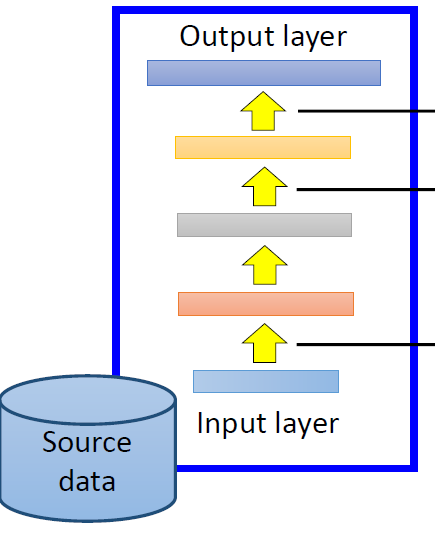 Output layer
Input layer
Source
data